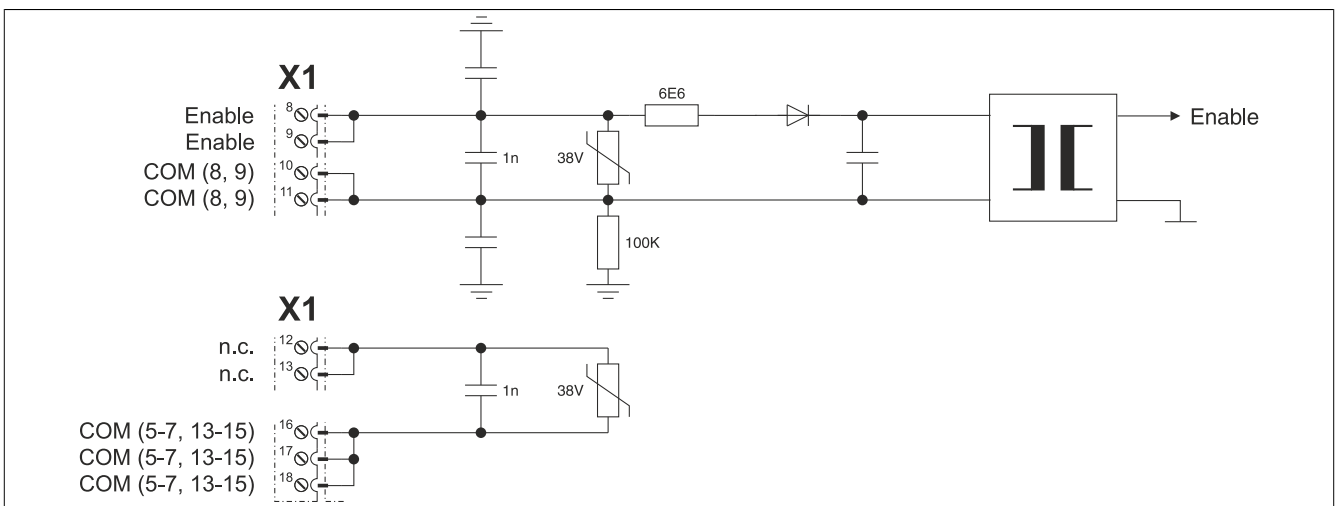 X1
Enable 8
Enable 9
COM (8, 9) 10
COM (8, 9) 11
1n
38V
6E6
100K
Enable
X1
n.c. 12
n.c. 13
COM (5-7, 13-15) 16
COM (5-7, 13-15) 17
COM (5-7, 13-15) 18
1n
38V